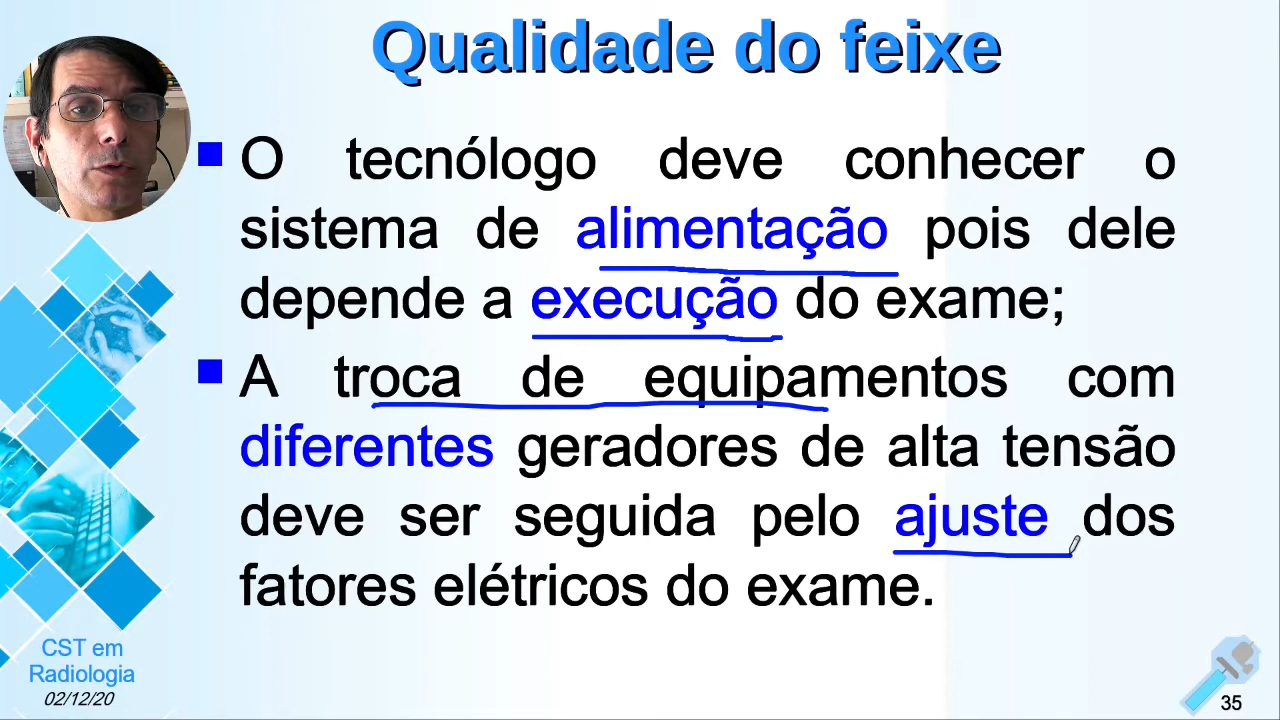 Qualidade do feixe
O tecnólogo deve conhecer o
sistema de alimentação pois dele
depende a execução do exame;
A troca de equipamentos com
diferentes geradores de alta tensão
deve ser seguida pelo ajuste dos
fatores elétricos do exame.
CST em
Radiologia
02/12/20
35